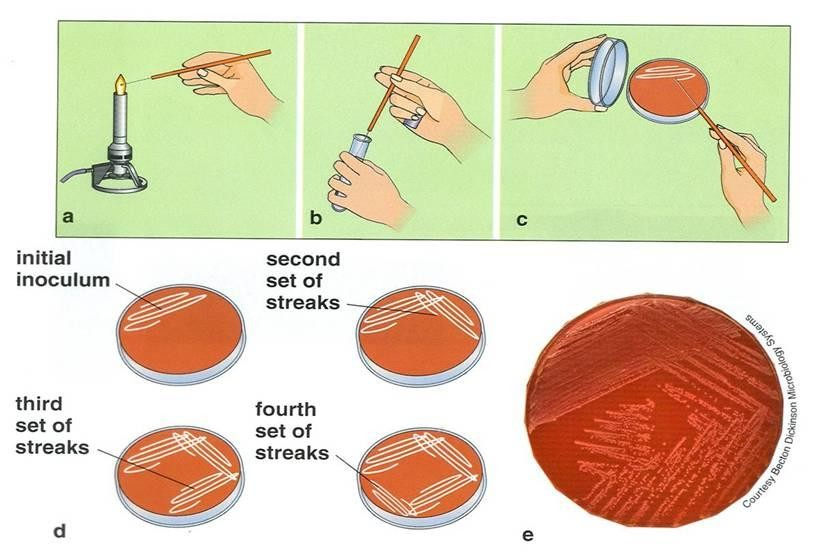 a
b
c
initial
inoculum
second
set of
streaks
third
set of
streaks
fourth
set of
streaks
d
e
Courtesy Becton Dickinson Microbiology Systems